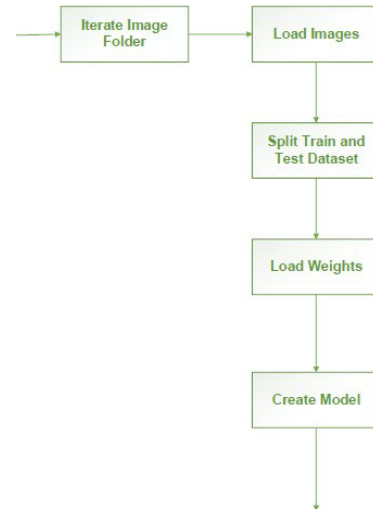 Iterate Image
Folder
Load Images
Split Train and
Test Dataset
Load Weights
Create Model